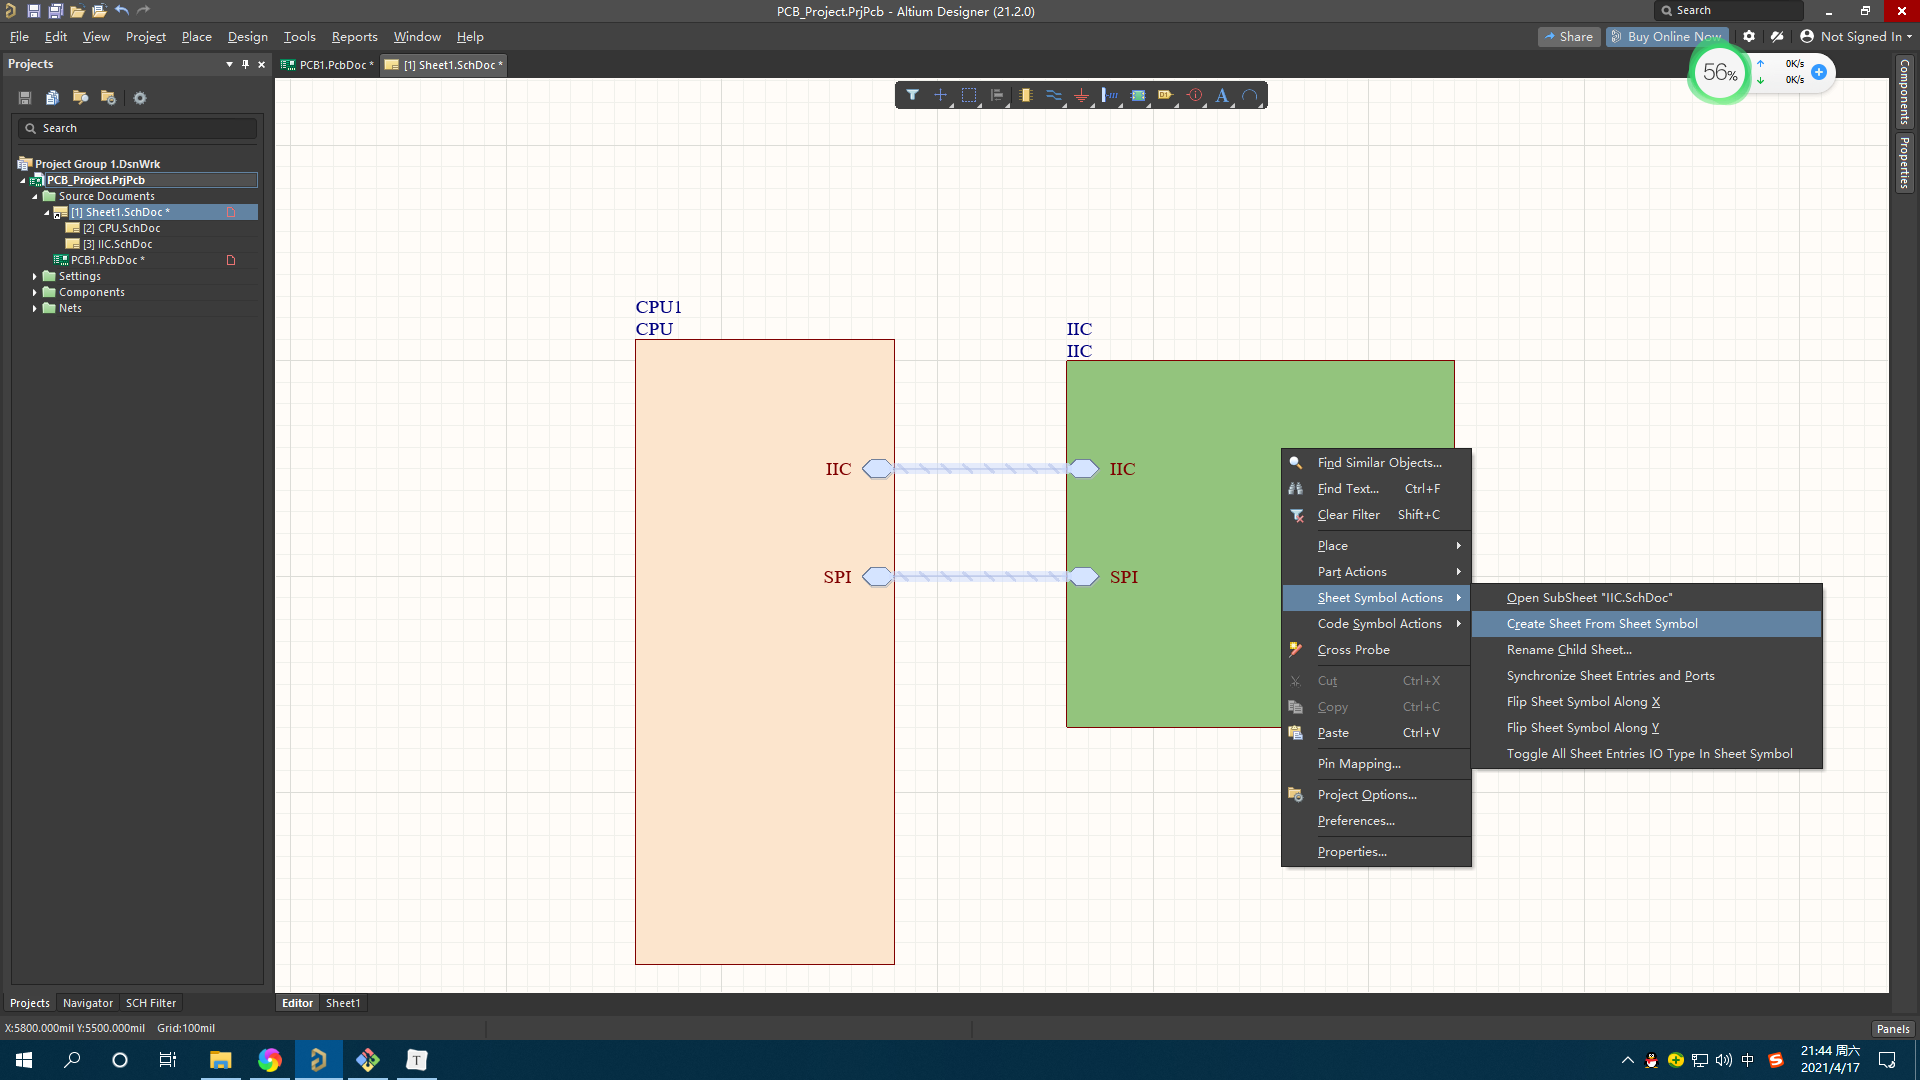 PCB_Project.PrjPcb - Altium Designer (21.2.0)
Search
File Edit View Project Place Design Tools Reports Window Help
Share
Buy Online Now
Not Signed In
Projects
PCB1.PcbDoc *
[1] Sheet1.SchDoc *
56%
0K/s
0K/s
Components
Properties
Search
Project Group 1.DsnWrk
PCB_Project.PrjPcb
Source Documents
[1] Sheet1.SchDoc *
[2] CPU.SchDoc
[3] IIC.SchDoc
PCB1.PcbDoc *
Settings
Components
Nets
CPU1
CPU
IIC
SPI
IIC
IIC
IIC
SPI
Find Similar Objects...
Find Text... Ctrl+F
Clear Filter Shift+C
Place
Part Actions
Sheet Symbol Actions
Code Symbol Actions
Cross Probe
Cut Ctrl+X
Copy Ctrl+C
Paste Ctrl+V
Pin Mapping...
Project Options...
Preferences...
Properties...
Open SubSheet "IIC.SchDoc"
Create Sheet From Sheet Symbol
Rename Child Sheet...
Synchronize Sheet Entries and Ports
Flip Sheet Symbol Along X
Flip Sheet Symbol Along Y
Toggle All Sheet Entries IO Type In Sheet Symbol
Projects Navigator SCH Filter
Editor Sheet1
X:5800.000mil Y:5500.000mil Grid:100mil
Panels
T
中
S
21:44 周六
2021/4/17